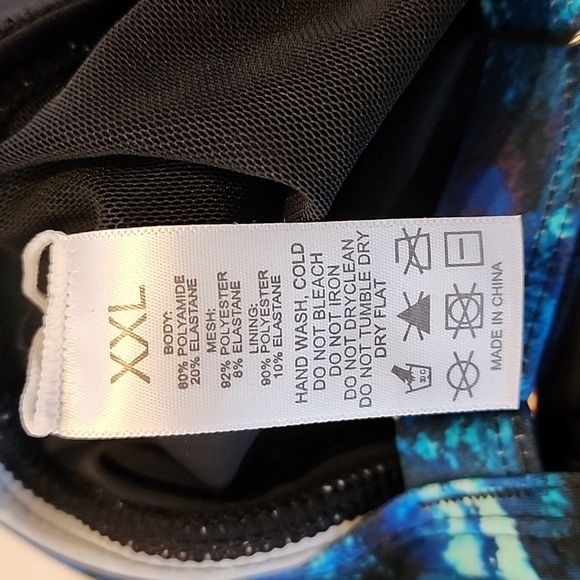 XXL
BODY:
80% POLYAMIDE
20% ELASTANE
MESH:
92% POLYESTER
8% ELASTANE
LINING:
90% POLYESTER
10% ELASTANE
HAND WASH, COLD
DO NOT BLEACH
DO NOT IRON
DO NOT DRYCLEAN
DO NOT TUMBLE DRY
DRY FLAT
MADE IN CHINA